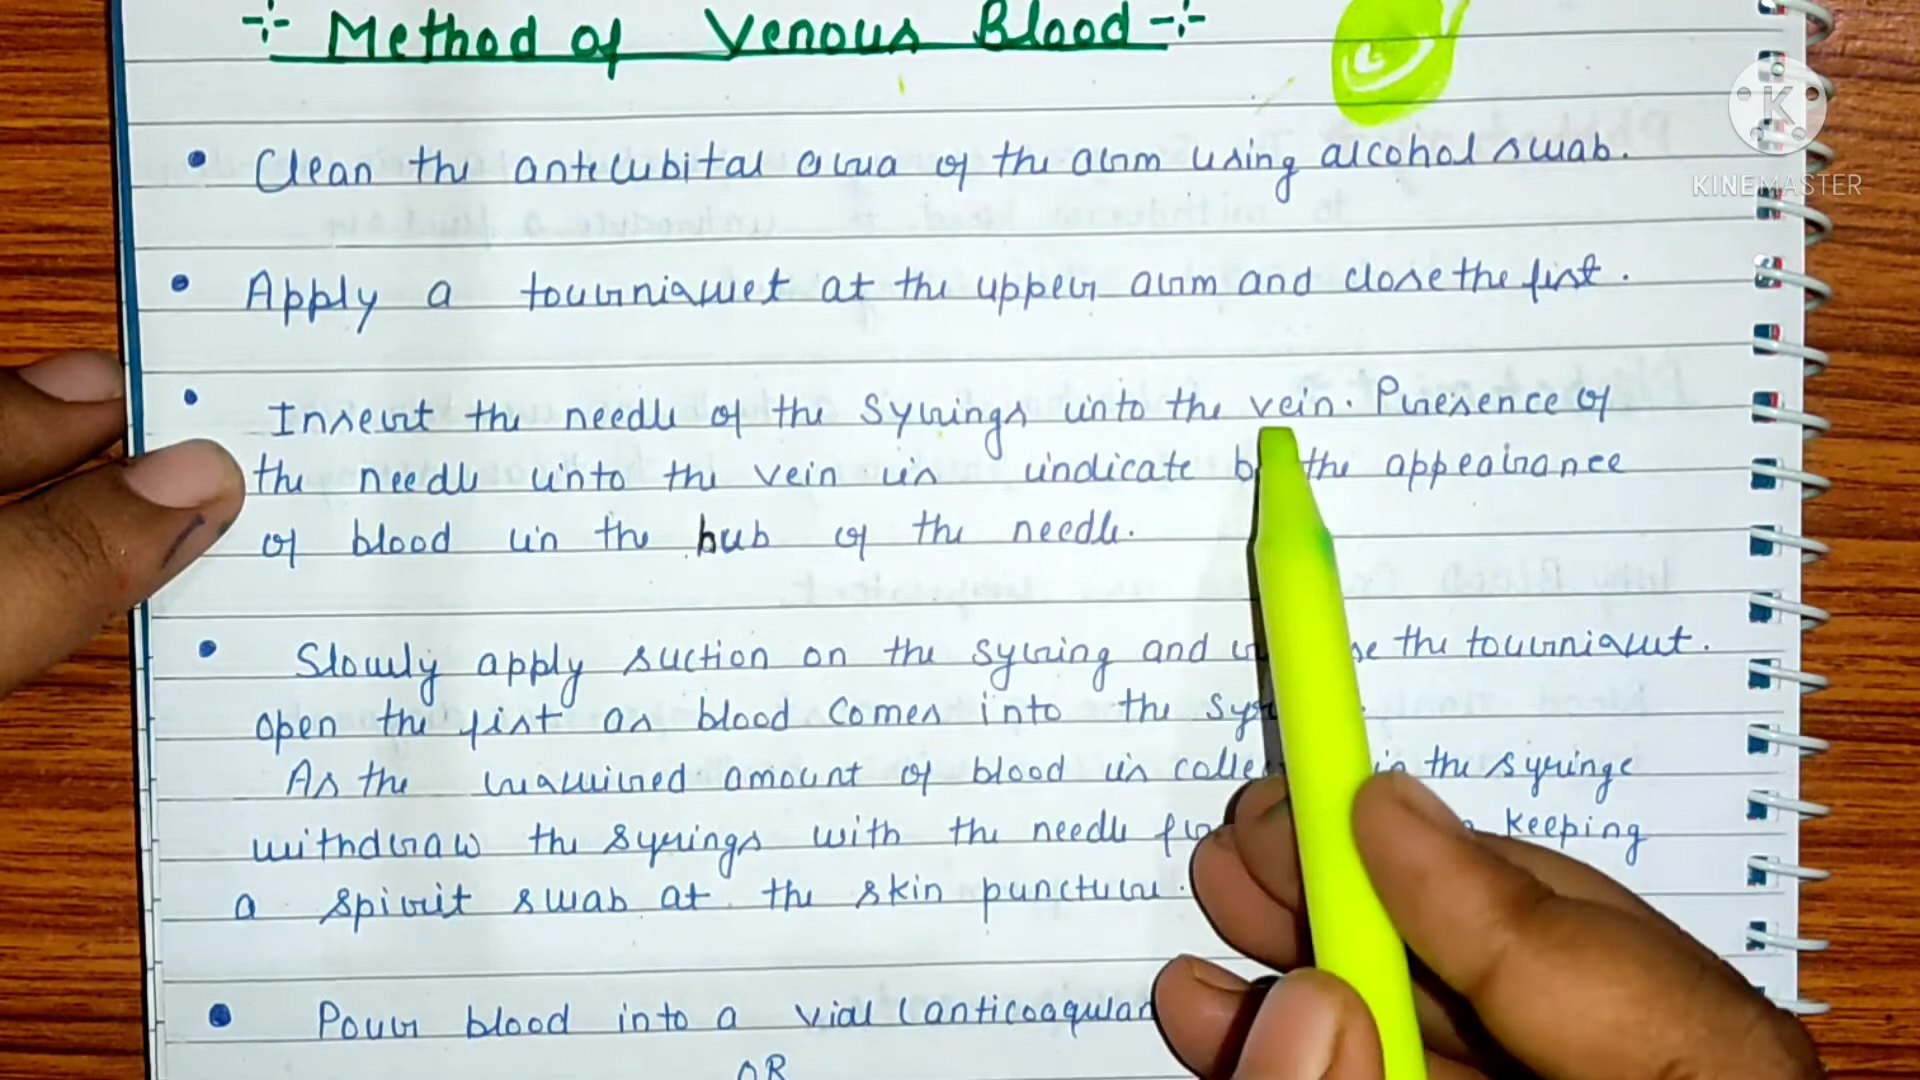 Method of Venous Blood
K
KINEMASTER
• Clean the antecubital area of the arm using alcohol swab.
• Apply a tourniquet at the upper arm and close the fist.
• Insert the needle of the syrings into the vein. Presence of
the needle into the vein is indicate by the appearance
of blood in the hub of the needle.
• Slowly apply suction on the syring and the tourniquet.
open the fist as blood comes into the
As the required amount of blood is in the syringe
withdraw the syrings with the needle keeping
a spirit swab at the skin puncture.
• Pour blood into a vial (anticoagulan
OR